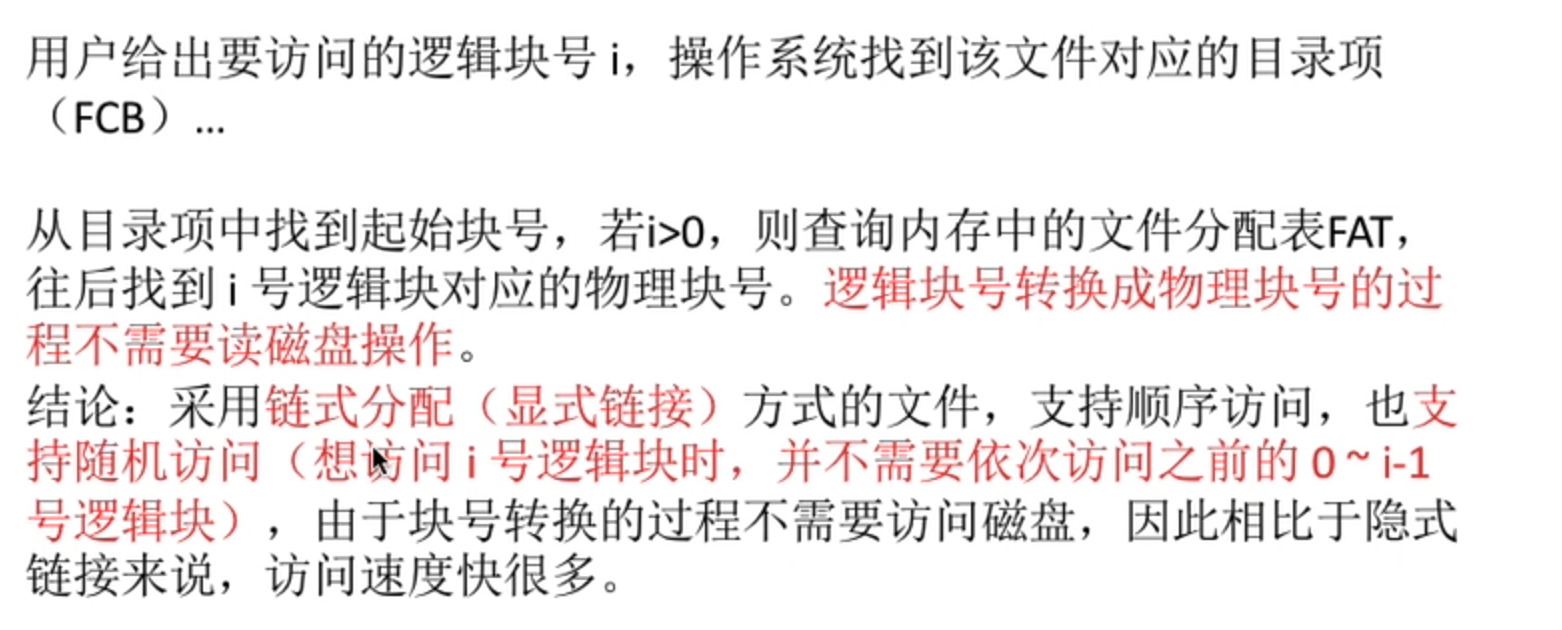 用户给出要访问的逻辑块号 i，操作系统找到该文件对应的目录项
（FCB）...
从目录项中找到起始块号，若i>0，则查询内存中的文件分配表FAT，
往后找到 i 号逻辑块对应的物理块号。逻辑块号转换成物理块号的过
程不需要读磁盘操作。
结论：采用链式分配（显式链接）方式的文件，支持顺序访问，也支
持随机访问（想访问 i 号逻辑块时，并不需要依次访问之前的 0 ~ i-1
号逻辑块），由于块号转换的过程不需要访问磁盘，因此相比于隐式
链接来说，访问速度快很多。